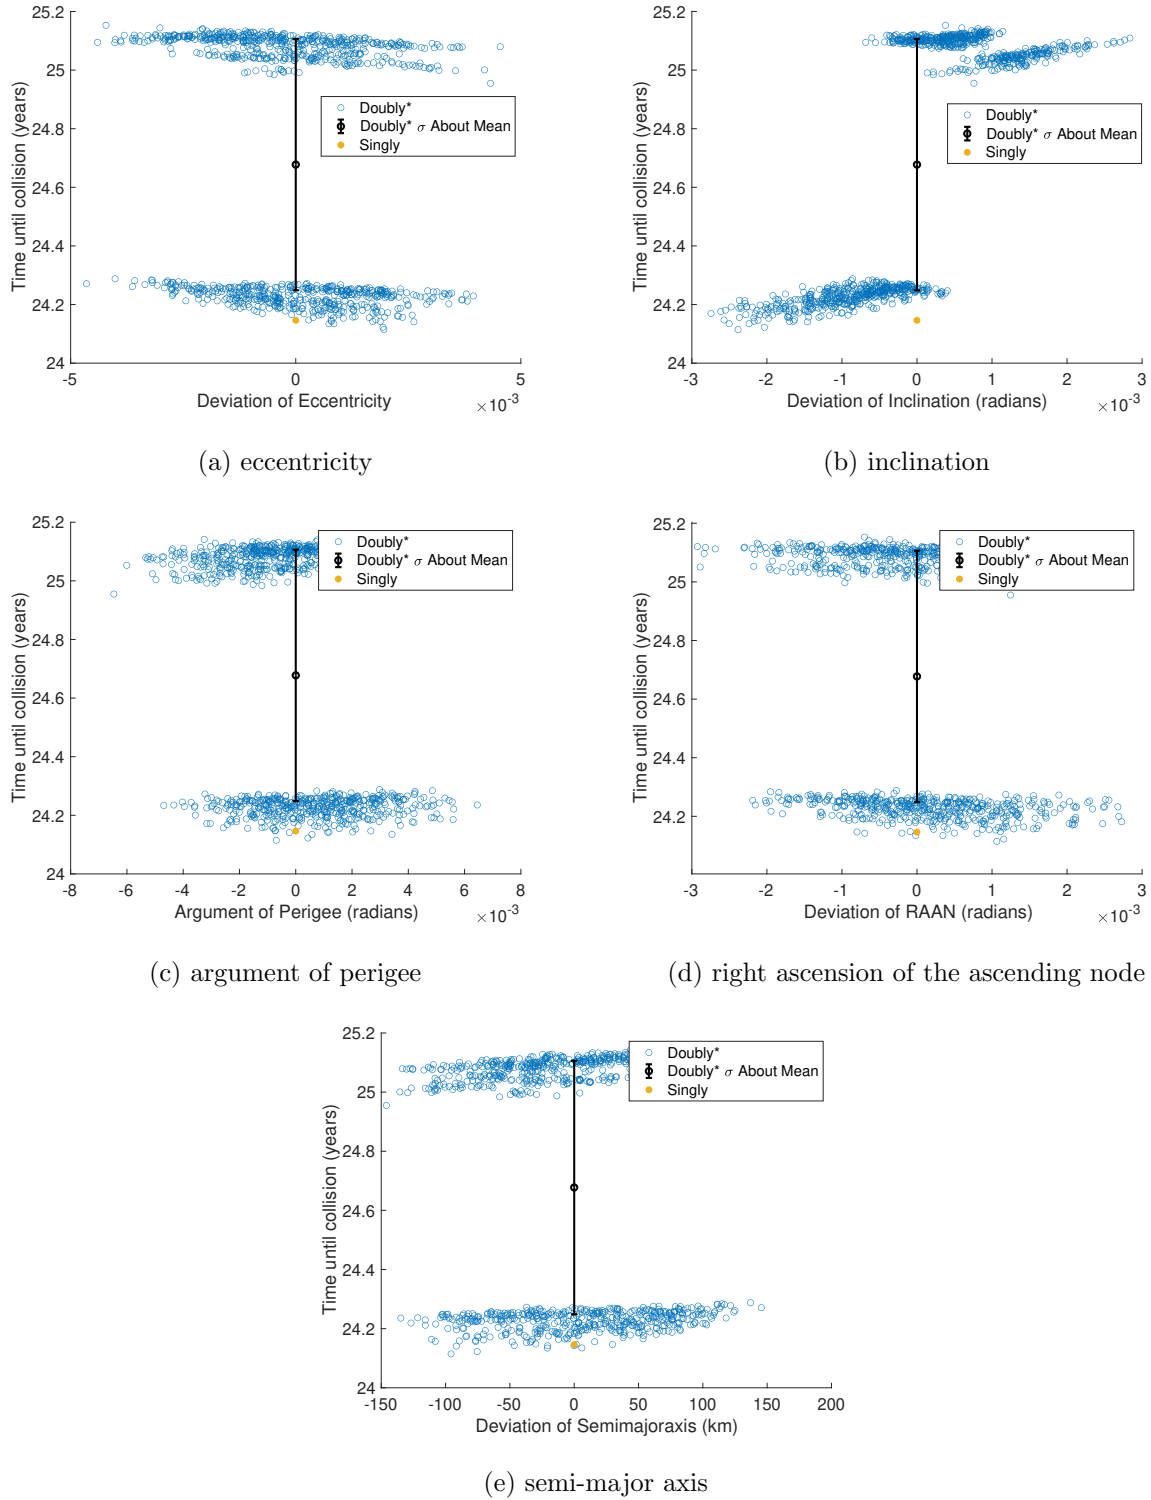 25.2
25
24.8
24.6
24.4
24.2
24
Time until collision (years)
-5 0 5
Deviation of Eccentricity ×10-3
Doubly*
Doubly* σ About Mean
Singly
(a) eccentricity
25.2
25
24.8
24.6
24.4
24.2
24
Time until collision (years)
-3 -2 -1 0 1 2 3
Deviation of Inclination (radians) ×10-3
Doubly*
Doubly* σ About Mean
Singly
(b) inclination
25.2
25
24.8
24.6
24.4
24.2
24
Time until collision (years)
-8 -6 -4 -2 0 2 4 6 8
Argument of Perigee (radians) ×10-3
Doubly*
Doubly* σ About Mean
Singly
(c) argument of perigee
25.2
25
24.8
24.6
24.4
24.2
Time until collision (years)
-3 -2 -1 0 1 2 3
Deviation of RAAN (radians) ×10-3
Doubly*
Doubly* σ About Mean
Singly
(d) right ascension of the ascending node
25.2
25
24.8
24.6
24.4
24.2
24
Time until collision (years)
-150 -100 -50 0 50 100 150 200
Deviation of Semimajoraxis (km)
Doubly*
Doubly* σ About Mean
Singly
(e) semi-major axis